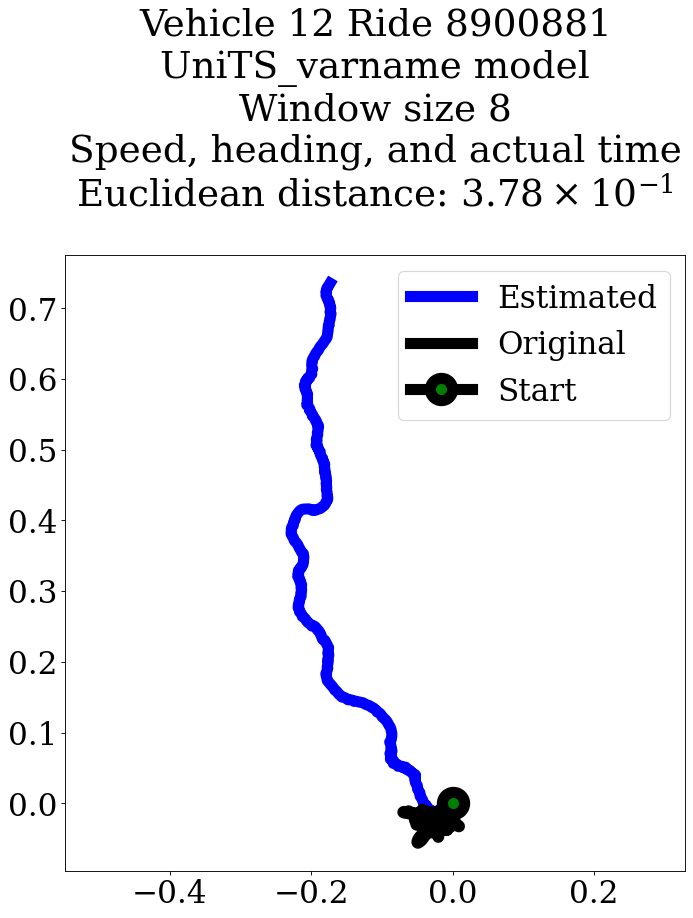 Vehicle 12 Ride 8900881
UniTS_varname model
Window size 8
Speed, heading, and actual time
Euclidean distance: 3.78 × 10⁻¹
Estimated
Original
Start
0.7
0.6
0.5
0.4
0.3
0.2
0.1
0.0
−0.4
−0.2
0.0
0.2